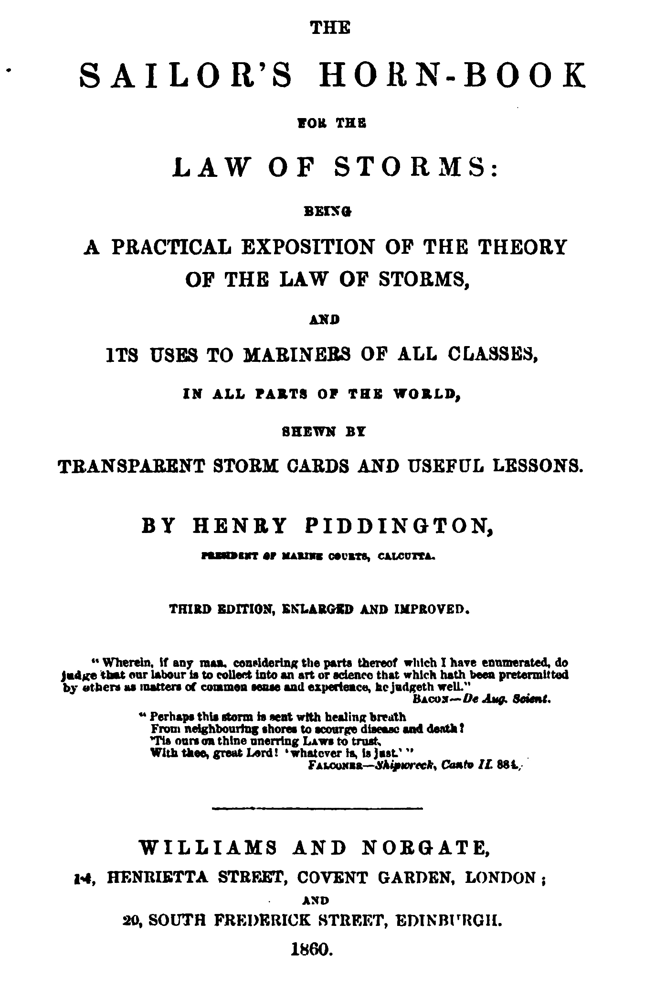 THE
SAILOR'S HORN-BOOK
FOR THE
LAW OF STORMS:
BEING
A PRACTICAL EXPOSITION OF THE THEORY
OF THE LAW OF STORMS,
AND
ITS USES TO MARINERS OF ALL CLASSES,
IN ALL PARTS OF THE WORLD,
SHEWN BY
TRANSPARENT STORM CARDS AND USEFUL LESSONS.
BY HENRY PIDDINGTON,
PRESIDENT OF MARINE COURTS, CALCUTTA.
THIRD EDITION, ENLARGED AND IMPROVED.
"Wherein, if any man, considering the parts thereof which I have enumerated, do
judge that our labour is to collect into an art or science that which hath been pretermitted
by others as matters of common sense and experience, he judgeth well."
BACON—De Aug. Scient.
"Perhaps this storm is sent with healing breath
From neighbouring shores to scourge disease and death?
'Tis ours on thine unerring LAWS to trust,
With thee, great Lord! 'whatever is, is just.'"
FALCONER—Shipwreck, Canto II. 884.
WILLIAMS AND NORGATE,
14, HENRIETTA STREET, COVENT GARDEN, LONDON;
AND
20, SOUTH FREDERICK STREET, EDINBURGH.
1860.